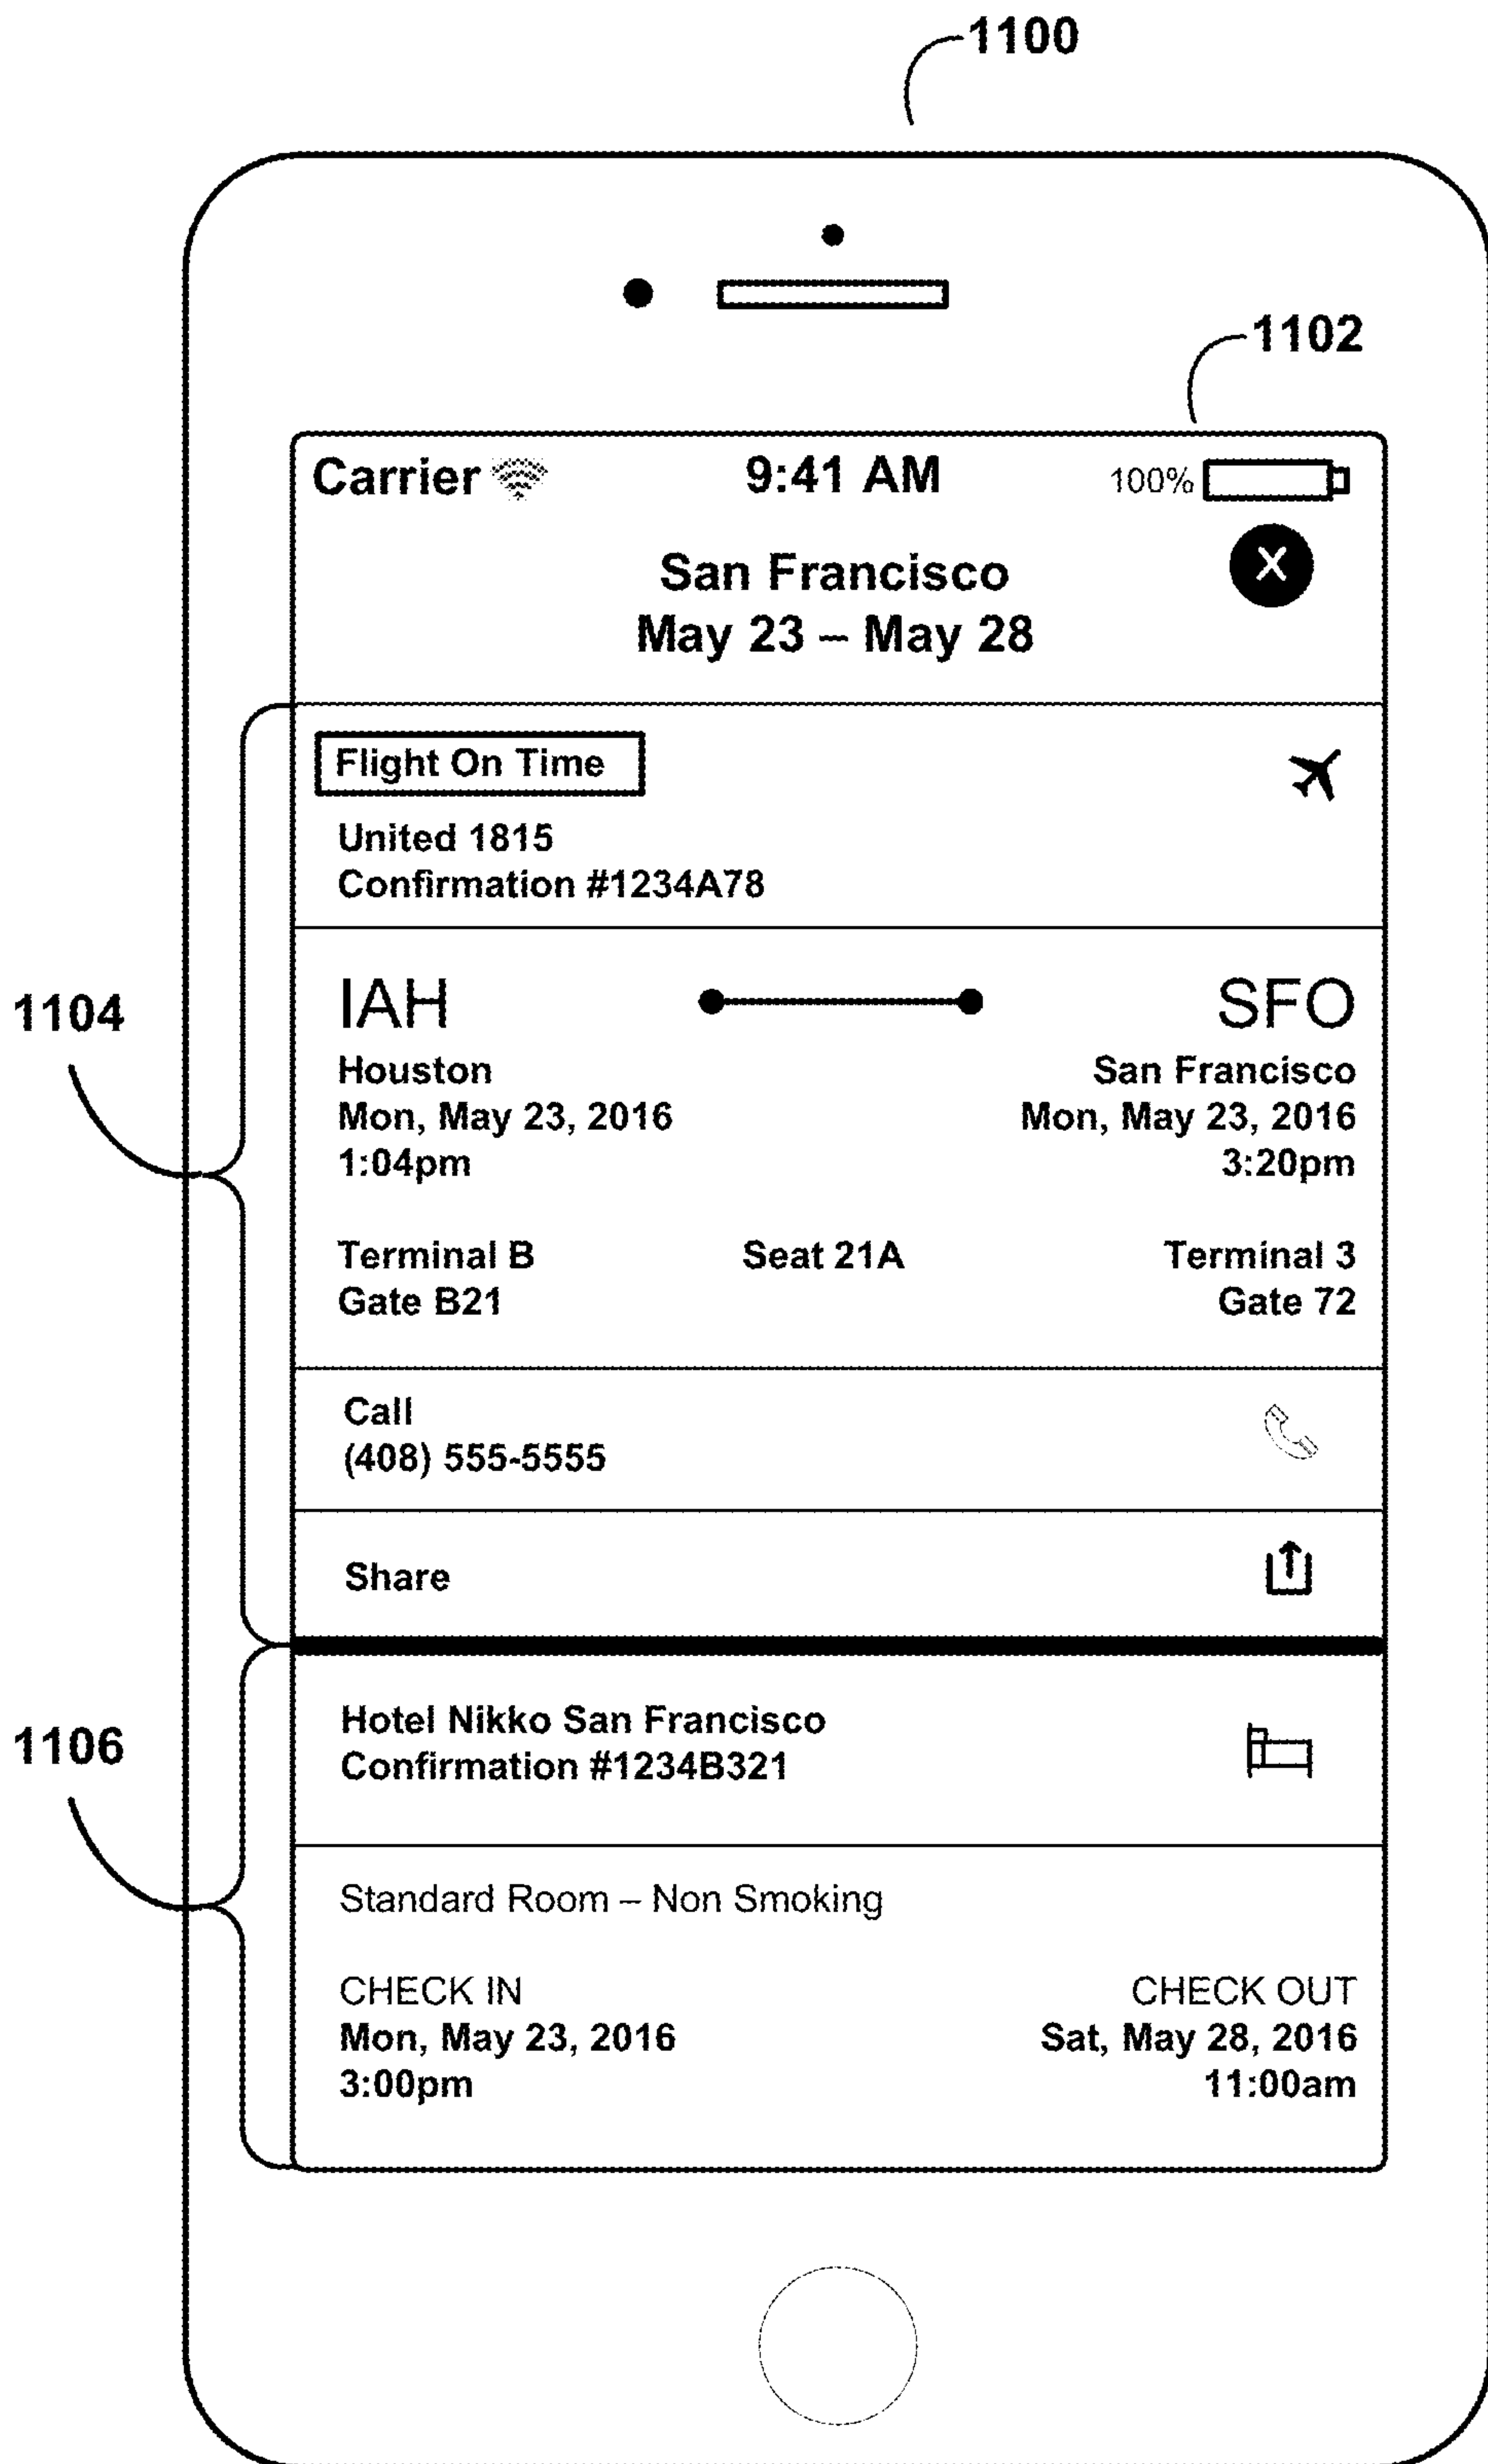 1100
1102
Carrier 9:41 AM 100%
San Francisco X
May 23 – May 28
Flight On Time
United 1815
Confirmation #1234A78
1104
IAH SFO
Houston San Francisco
Mon, May 23, 2016 Mon, May 23, 2016
1:04pm 3:20pm
Terminal B Seat 21A Terminal 3
Gate B21 Gate 72
Call
(408) 555-5555
Share
1106
Hotel Nikko San Francisco
Confirmation #1234B321
Standard Room – Non Smoking
CHECK IN CHECK OUT
Mon, May 23, 2016 Sat, May 28, 2016
3:00pm 11:00am